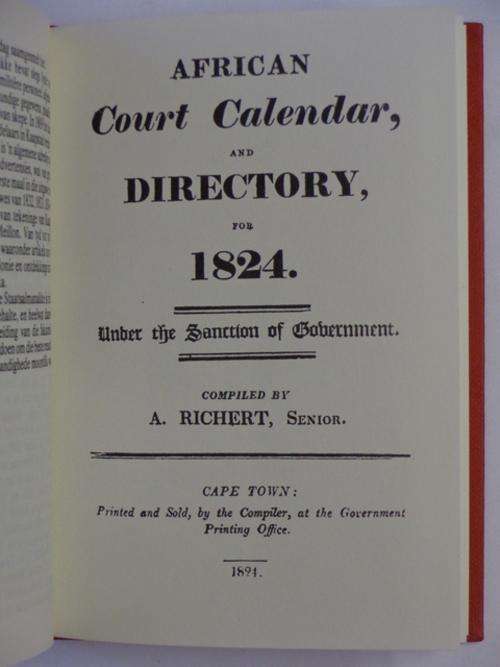 AFRICAN
Court Calendar,
AND
DIRECTORY,
FOR
1824.
Under the Sanction of Government.
COMPILED BY
A. RICHERT, SENIOR.
CAPE TOWN:
Printed and Sold, by the Compiler, at the Government
Printing Office.
1824.